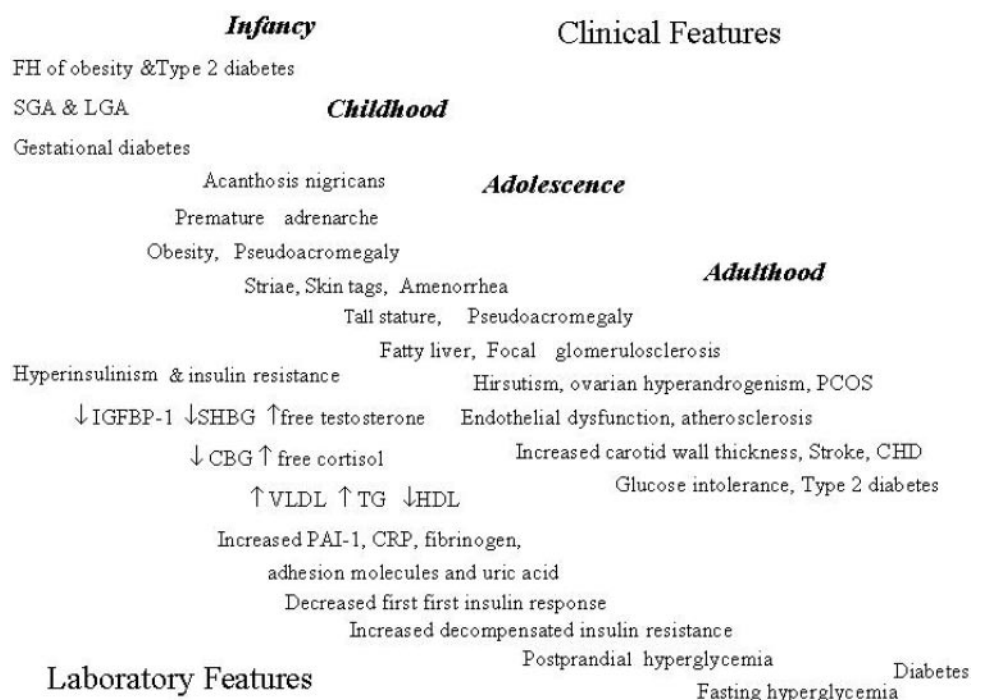 Infancy
Clinical Features
FH of obesity &Type 2 diabetes
SGA & LGA
Childhood
Gestational diabetes
Acanthosis nigricans
Adolescence
Premature adrenarche
Obesity, Pseudoacromegaly
Adulthood
Striae, Skin tags, Amenorrhea
Tall stature, Pseudoacromegaly
Fatty liver, Focal glomerulosclerosis
Hyperinsulinism & insulin resistance
Hirsutism, ovarian hyperandrogenism, PCOS
↓IGFBP-1 ↓SHBG ↑free testosterone
Endothelial dysfunction, atherosclerosis
↓CBG ↑ free cortisol
Increased carotid wall thickness, Stroke, CHD
Glucose intolerance, Type 2 diabetes
↑VLDL ↑TG ↓HDL
Increased PAI-1, CRP, fibrinogen,
adhesion molecules and uric acid
Decreased first first insulin response
Increased decompensated insulin resistance
Postprandial hyperglycemia
Diabetes
Laboratory Features
Fasting hyperglycemia